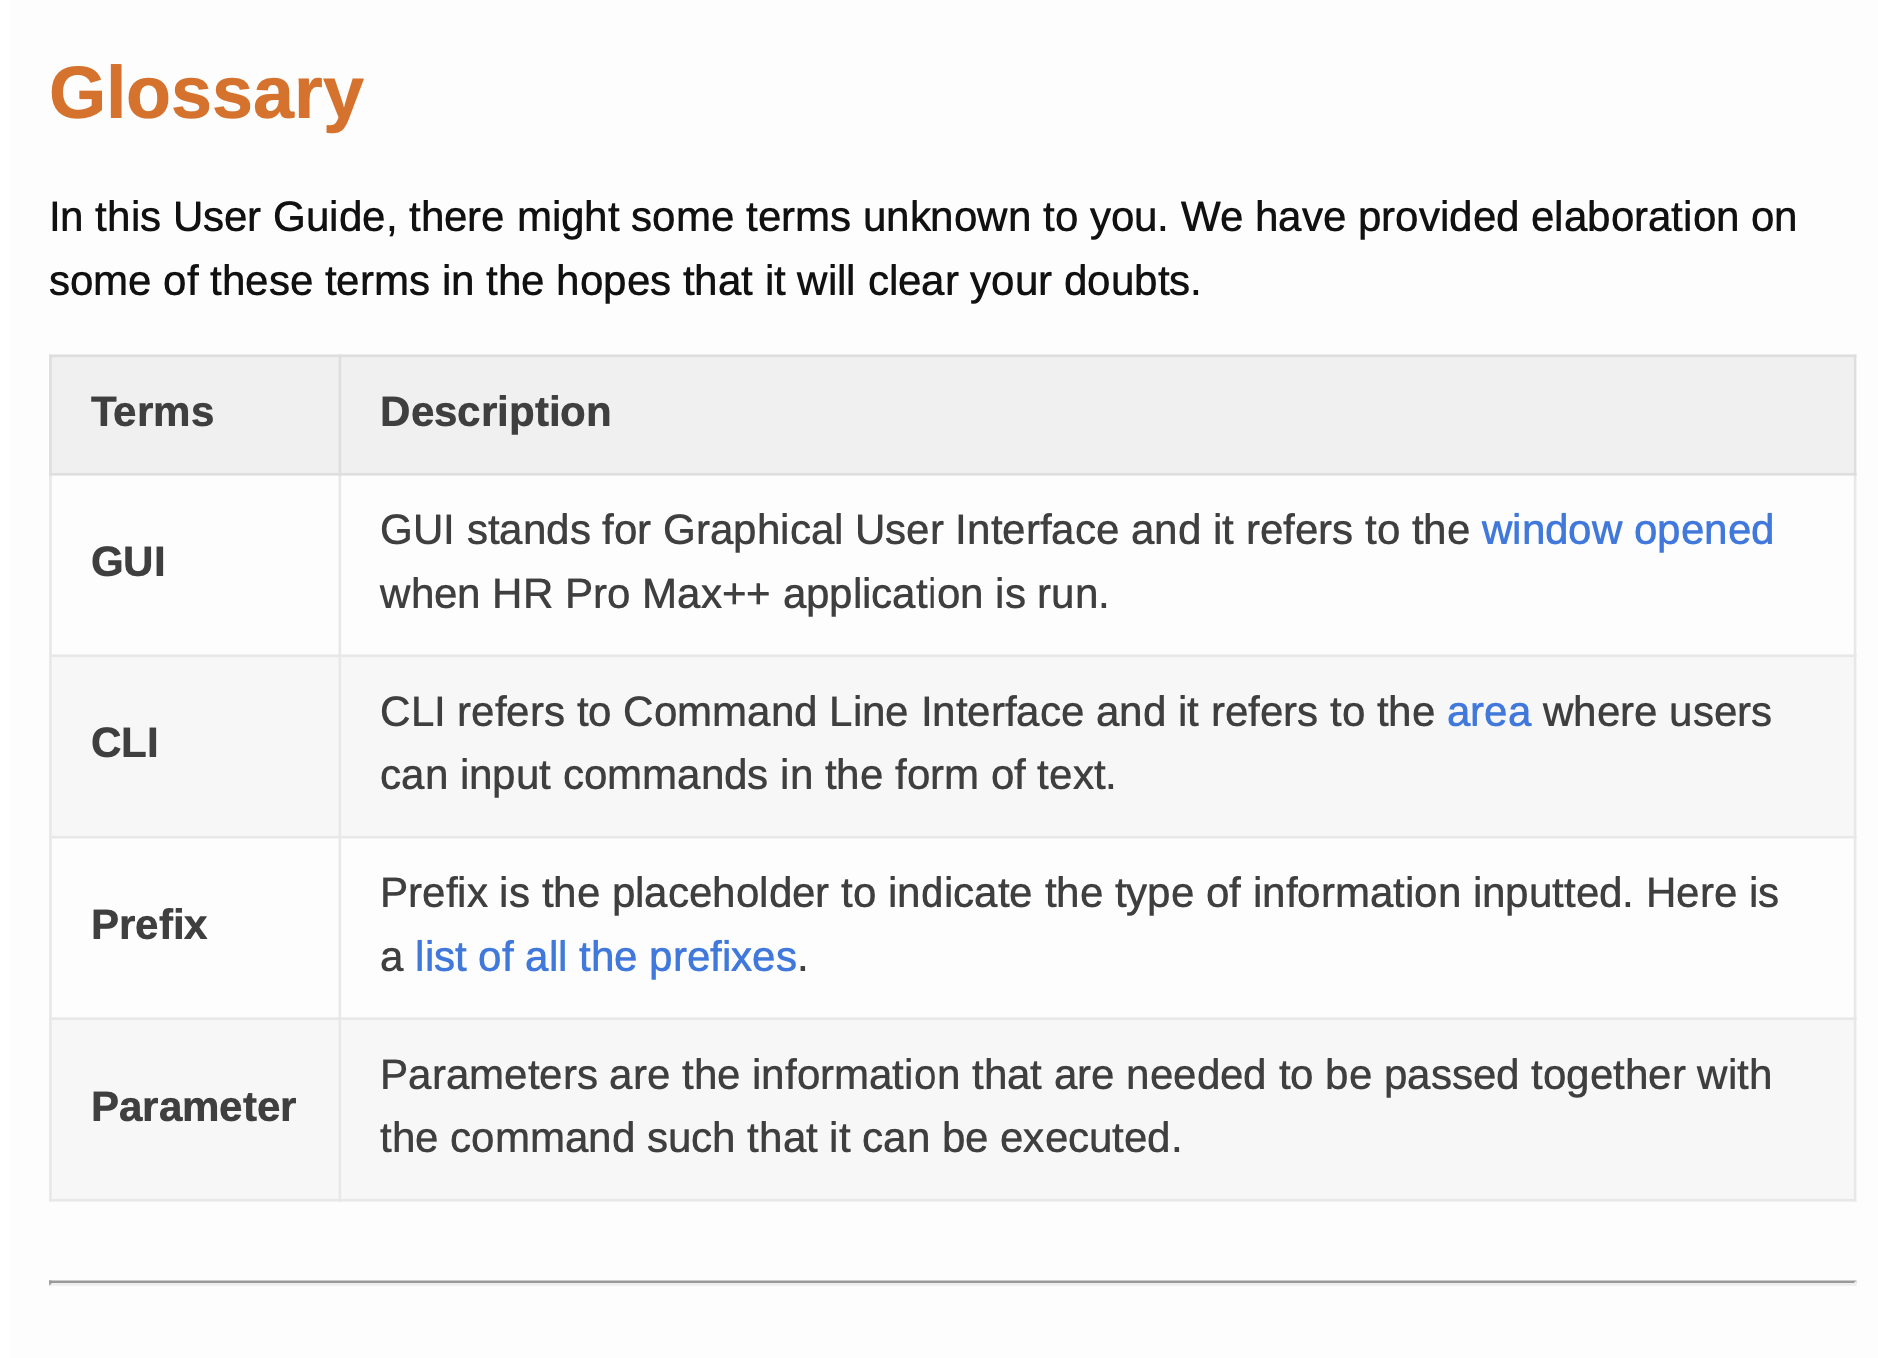 Glossary
In this User Guide, there might some terms unknown to you. We have provided elaboration on
some of these terms in the hopes that it will clear your doubts.
Terms Description
GUI
GUI stands for Graphical User Interface and it refers to the window opened
when HR Pro Max++ application is run.
CLI
CLI refers to Command Line Interface and it refers to the area where users
can input commands in the form of text.
Prefix
Prefix is the placeholder to indicate the type of information inputted. Here is
a list of all the prefixes.
Parameter
Parameters are the information that are needed to be passed together with
the command such that it can be executed.